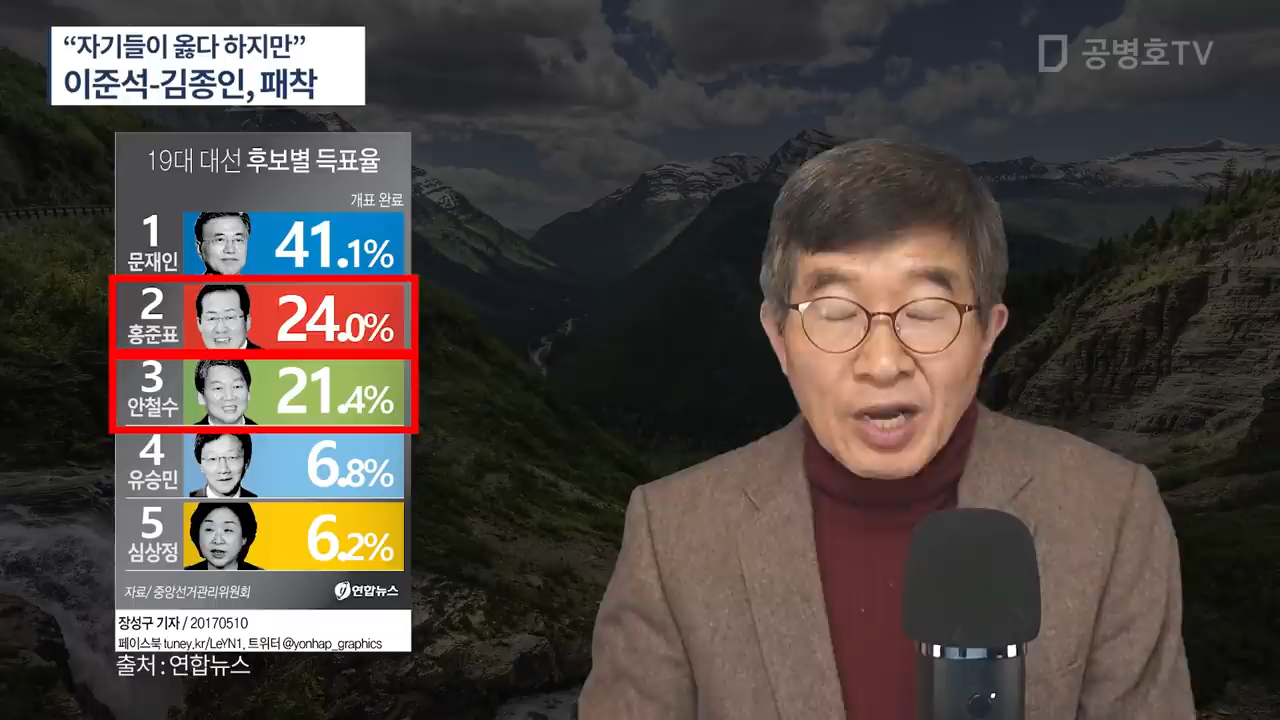 “자기들이 옳다 하지만”
이준석-김종인, 패착
공병호TV
19대 대선 후보별 득표율
개표 완료
1
문재인
41.1%
2
홍준표
24.0%
3
안철수
21.4%
4
유승민
6.8%
5
심상정
6.2%
자료/ 중앙선거관리위원회
연합뉴스
장성구 기자 / 20170510
페이스북 tuney.kr/LeYN1, 트위터 @yonhap_graphics
출처 : 연합뉴스